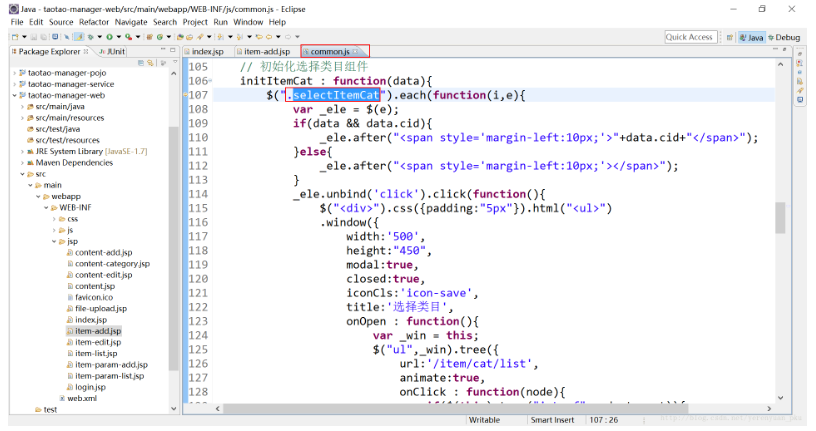 Java - taotao-manager-web/src/main/webapp/WEB-INF/js/common.js - Eclipse
File Edit Source Refactor Navigate Search Project Run Window Help
Quick Access
Java
Debug
Package Explorer
JUnit
index.jsp
item-add.jsp
common.js
taotao-manager-pojo
taotao-manager-service
taotao-manager-web
src/main/java
src/main/resources
src/test/java
src/test/resources
JRE System Library [JavaSE-1.7]
Maven Dependencies
src
main
webapp
WEB-INF
css
js
jsp
content-add.jsp
content-category.jsp
content-edit.jsp
content.jsp
favicon.ico
file-upload.jsp
index.jsp
item-add.jsp
item-edit.jsp
item-list.jsp
item-param-add.jsp
item-param-list.jsp
login.jsp
web.xml
test
105 // 初始化选择类目组件
106 initItemCat : function(data){
107 $(".selectItemCat").each(function(i,e){
108 var _ele = $(e);
109 if(data && data.cid){
110 _ele.after("<span style='margin-left:10px;'>"+data.cid+"</span>");
111 }else{
112 _ele.after("<span style='margin-left:10px;'></span>");
113 }
114 _ele.unbind('click').click(function(){
115 $("<div>").css({padding:"5px"}).html("<ul>")
116 .window({
117 width:'500',
118 height:"450",
119 modal:true,
120 closed:true,
121 iconCls:'icon-save',
122 title:'选择类目',
123 onOpen : function(){
124 var _win = this;
125 $("ul",_win).tree({
126 url:'/item/cat/list',
127 animate:true,
128 onClick : function(node){
Writable
Smart Insert
107 : 26